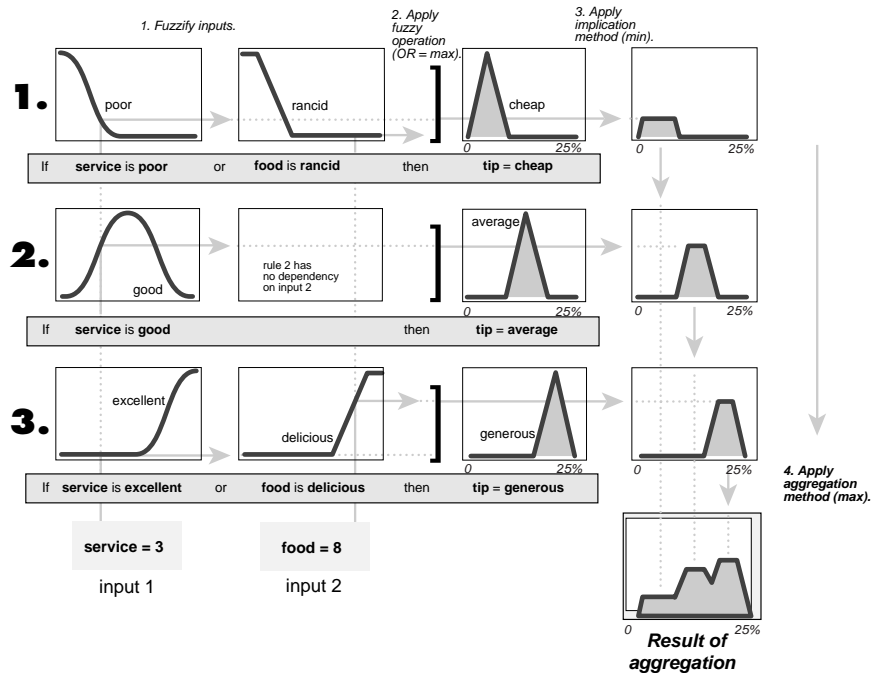 1. Fuzzify inputs.
2. Apply
fuzzy
operation
(OR = max).
3. Apply
implication
method (min).
1.
poor
rancid
cheap
0 25%
0 25%
If service is poor or food is rancid then tip = cheap
2.
good
rule 2 has
no dependency
on input 2
average
0 25%
0 25%
If service is good then tip = average
3.
excellent
delicious
generous
0 25%
0 25%
If service is excellent or food is delicious then tip = generous
4. Apply
aggregation
method (max).
service = 3
food = 8
input 1
input 2
0 25%
Result of
aggregation